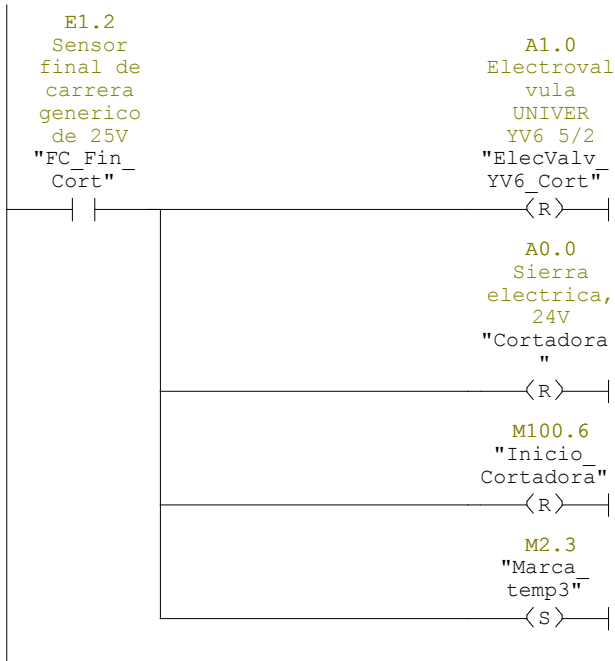 E1.2
Sensor
final de
carrera
generico
de 25V
"FC_Fin_
Cort"
A1.0
Electroval
vula
UNIVER
YV6 5/2
"ElecValv_
YV6_Cort"
R
A0.0
Sierra
electrica,
24V
"Cortadora
"
R
M100.6
"Inicio_
Cortadora"
R
M2.3
"Marca_
temp3"
S